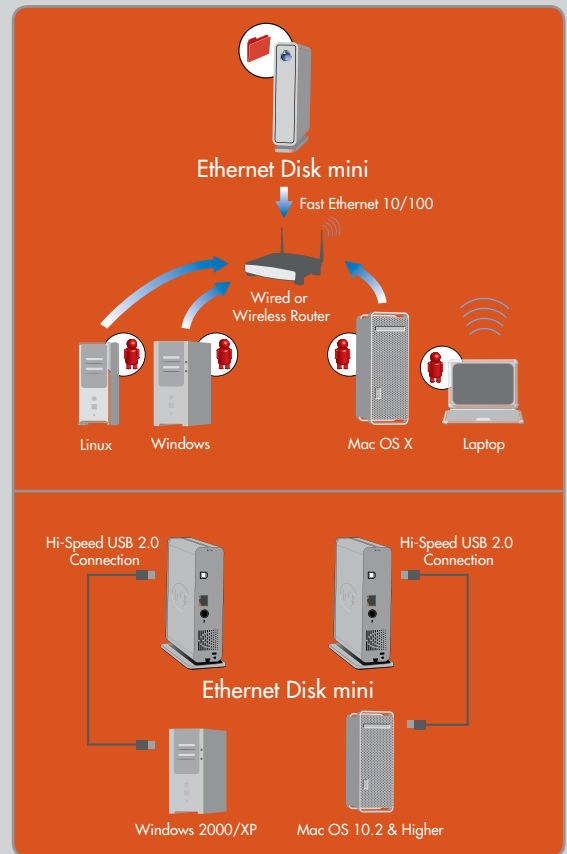 Ethernet Disk mini
Fast Ethernet 10/100
Wired or
Wireless Router
Linux
Windows
Mac OS X
Laptop
Hi-Speed USB 2.0
Connection
Hi-Speed USB 2.0
Connection
Ethernet Disk mini
Windows 2000/XP
Mac OS 10.2 & Higher